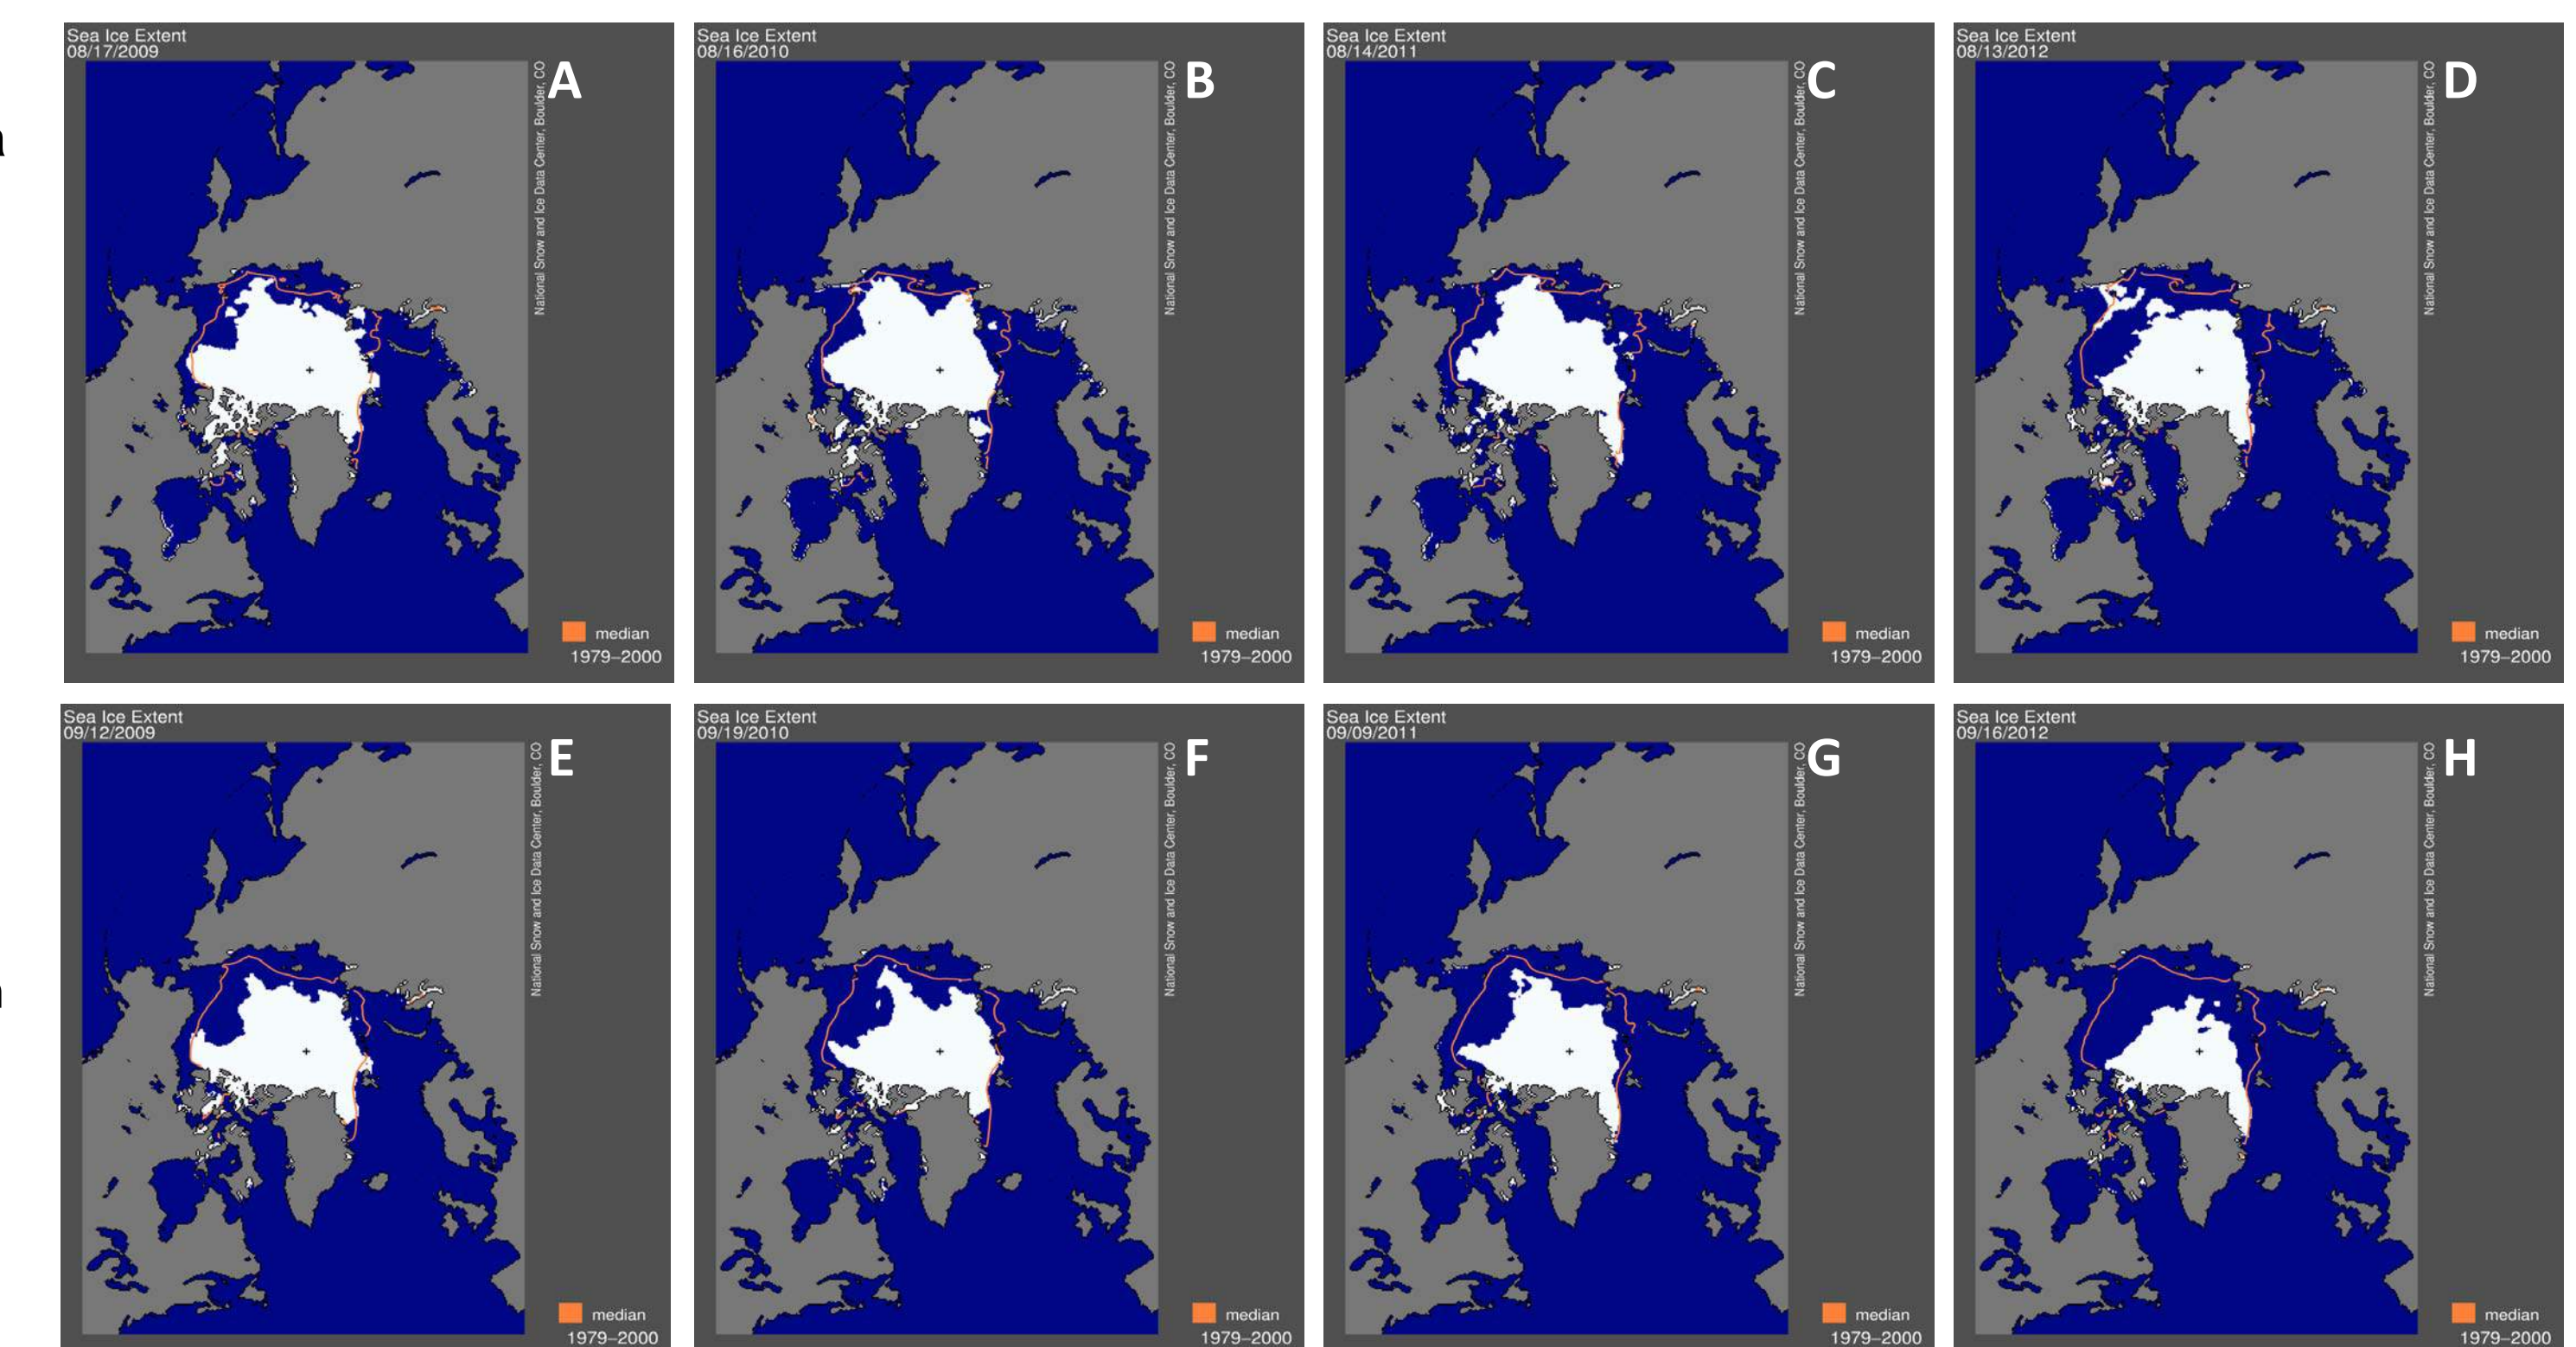 Sea Ice Extent
08/17/2009
A
National Snow and Ice Data Center, Boulder, CO
median
1979–2000
Sea Ice Extent
08/16/2010
B
National Snow and Ice Data Center, Boulder, CO
median
1979–2000
Sea Ice Extent
08/14/2011
C
National Snow and Ice Data Center, Boulder, CO
median
1979–2000
Sea Ice Extent
08/13/2012
D
National Snow and Ice Data Center, Boulder, CO
median
1979–2000
Sea Ice Extent
09/12/2009
E
National Snow and Ice Data Center, Boulder, CO
median
1979–2000
Sea Ice Extent
09/19/2010
F
National Snow and Ice Data Center, Boulder, CO
median
1979–2000
Sea Ice Extent
09/09/2011
G
National Snow and Ice Data Center, Boulder, CO
median
1979–2000
Sea Ice Extent
09/16/2012
H
National Snow and Ice Data Center, Boulder, CO
median
1979–2000